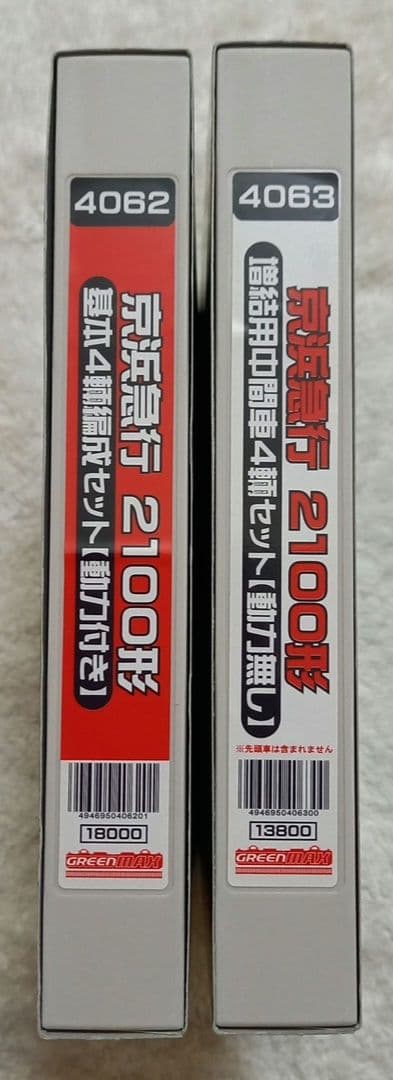 4062
京浜急行 2100形
基本4輌編成セット【動力付き】
4946950406201
18000
GREENMAX
4063
京浜急行 2100形
増結用中間車4輌セット【動力無し】
※先頭車は含まれません
4946950406300
13800
GREENMAX